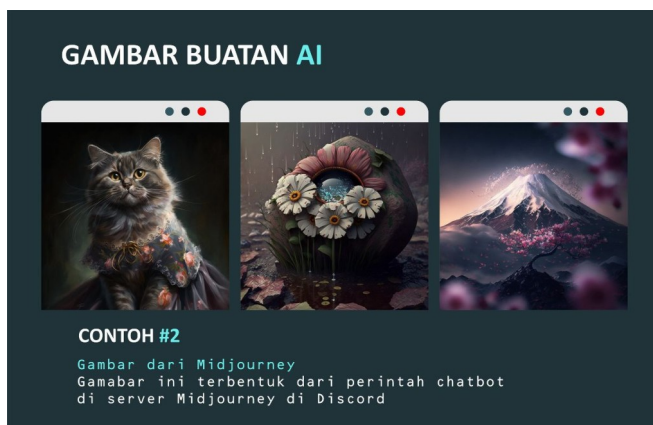 GAMBAR BUATAN AI
CONTOH #2
Gambar dari Midjourney
Gamabar ini terbentuk dari perintah chatbot
di server Midjourney di Discord